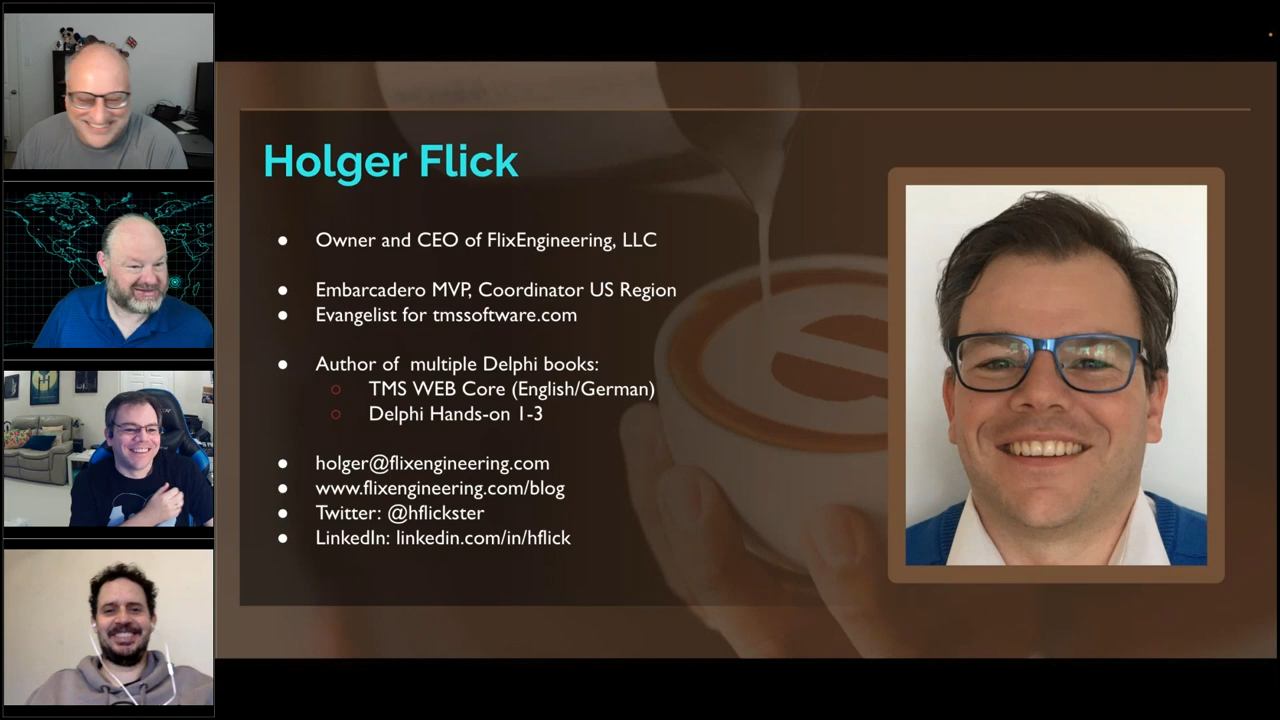 Holger Flick
● Owner and CEO of FlixEngineering, LLC
● Embarcadero MVP, Coordinator US Region
● Evangelist for tmssoftware.com
● Author of multiple Delphi books:
○ TMS WEB Core (English/German)
○ Delphi Hands-on 1-3
● holger@flixengineering.com
● www.flixengineering.com/blog
● Twitter: @hflickster
● LinkedIn: linkedin.com/in/hflick